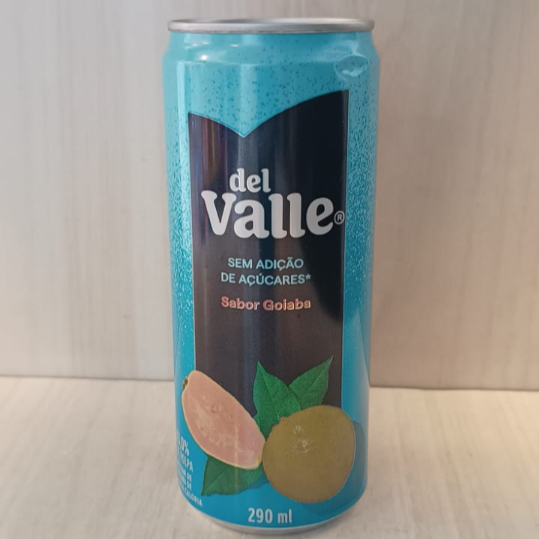 del
Valle®
SEM ADIÇÃO
DE AÇÚCARES*
Sabor Goiaba
290 ml